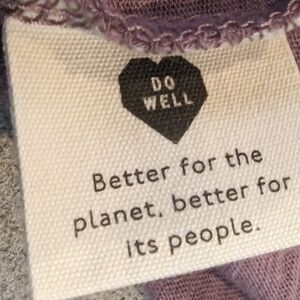 DO
WELL
Better for the
planet, better for
its people.